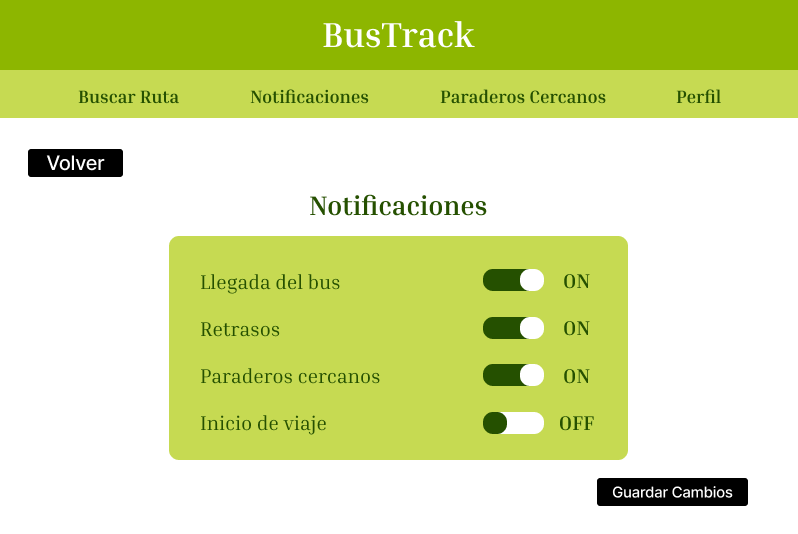 BusTrack
Buscar Ruta Notificaciones Paraderos Cercanos Perfil
Volver
Notificaciones
Llegada del bus ON
Retrasos ON
Paraderos cercanos ON
Inicio de viaje OFF
Guardar Cambios